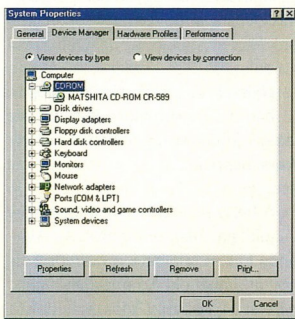 System Properties
General
Device Manager
Hardware Profiles
Performance
View devices by type
View devices by connection
Computer
CDROM
MATSHITA CD-ROM CR-589
Disk drives
Display adapters
Floppy disk controllers
Hard disk controllers
Keyboard
Monitors
Mouse
Network adapters
Ports (COM & LPT)
Sound, video and game controllers
System devices
Properties
Refresh
Remove
Print...
OK
Cancel